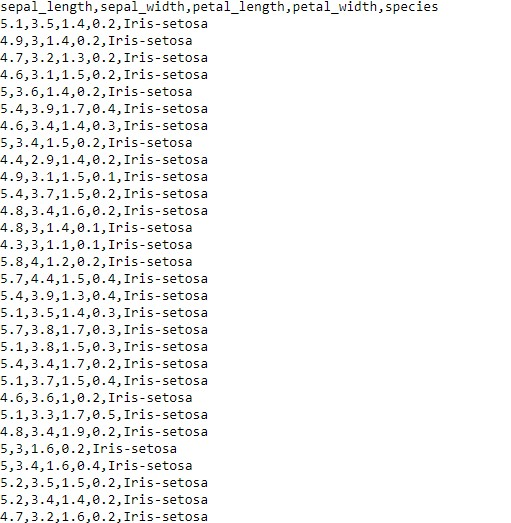 sepal_length,sepal_width,petal_length,petal_width,species
5.1,3.5,1.4,0.2,Iris-setosa
4.9,3,1.4,0.2,Iris-setosa
4.7,3.2,1.3,0.2,Iris-setosa
4.6,3.1,1.5,0.2,Iris-setosa
5,3.6,1.4,0.2,Iris-setosa
5.4,3.9,1.7,0.4,Iris-setosa
4.6,3.4,1.4,0.3,Iris-setosa
5,3.4,1.5,0.2,Iris-setosa
4.4,2.9,1.4,0.2,Iris-setosa
4.9,3.1,1.5,0.1,Iris-setosa
5.4,3.7,1.5,0.2,Iris-setosa
4.8,3.4,1.6,0.2,Iris-setosa
4.8,3,1.4,0.1,Iris-setosa
4.3,3,1.1,0.1,Iris-setosa
5.8,4,1.2,0.2,Iris-setosa
5.7,4.4,1.5,0.4,Iris-setosa
5.4,3.9,1.3,0.4,Iris-setosa
5.1,3.5,1.4,0.3,Iris-setosa
5.7,3.8,1.7,0.3,Iris-setosa
5.1,3.8,1.5,0.3,Iris-setosa
5.4,3.4,1.7,0.2,Iris-setosa
5.1,3.7,1.5,0.4,Iris-setosa
4.6,3.6,1,0.2,Iris-setosa
5.1,3.3,1.7,0.5,Iris-setosa
4.8,3.4,1.9,0.2,Iris-setosa
5,3,1.6,0.2,Iris-setosa
5,3.4,1.6,0.4,Iris-setosa
5.2,3.5,1.5,0.2,Iris-setosa
5.2,3.4,1.4,0.2,Iris-setosa
4.7,3.2,1.6,0.2,Iris-setosa